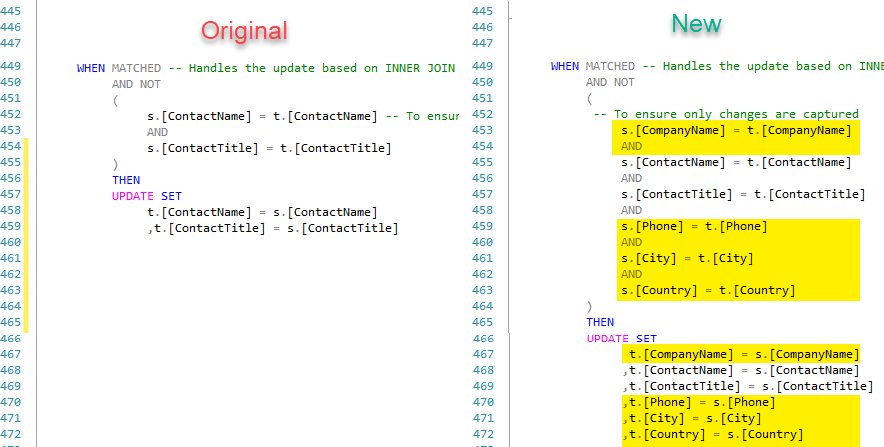 Original
445
446
447
449 WHEN MATCHED -- Handles the update based on INNER JOIN
450 AND NOT
451 (
452 s.[ContactName] = t.[ContactName] -- To ensur
453 AND
454 s.[ContactTitle] = t.[ContactTitle]
455 )
456 THEN
457 UPDATE SET
458 t.[ContactName] = s.[ContactName]
459 ,t.[ContactTitle] = s.[ContactTitle]
460
461
462
463
464
465
466
467
468
469
470
471
472
New
445
446
447
449 WHEN MATCHED -- Handles the update based on INNE
450 AND NOT
451 (
452 -- To ensure only changes are captured
453 s.[CompanyName] = t.[CompanyName]
454 AND
455 s.[ContactName] = t.[ContactName]
456 AND
457 s.[ContactTitle] = t.[ContactTitle]
458 AND
459 s.[Phone] = t.[Phone]
460 AND
461 s.[City] = t.[City]
462 AND
463 s.[Country] = t.[Country]
464 )
465 THEN
466 UPDATE SET
467 t.[CompanyName] = s.[CompanyName]
468 ,t.[ContactName] = s.[ContactName]
469 ,t.[ContactTitle] = s.[ContactTitle]
470 ,t.[Phone] = s.[Phone]
471 ,t.[City] = s.[City]
472 ,t.[Country] = s.[Country]